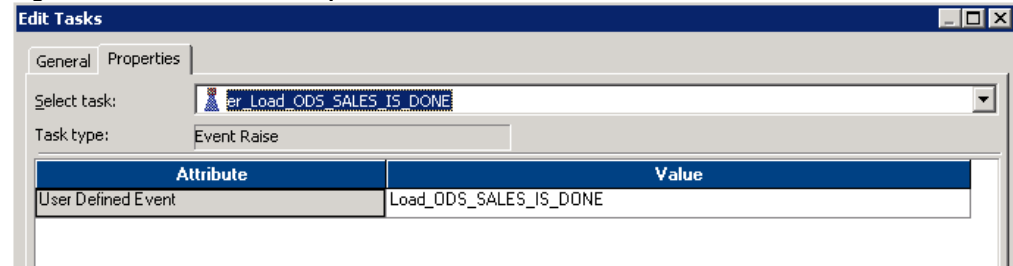 Edit Tasks
General Properties
Select task: er_Load_ODS_SALES_IS_DONE
Task type: Event Raise
Attribute Value
User Defined Event Load_ODS_SALES_IS_DONE